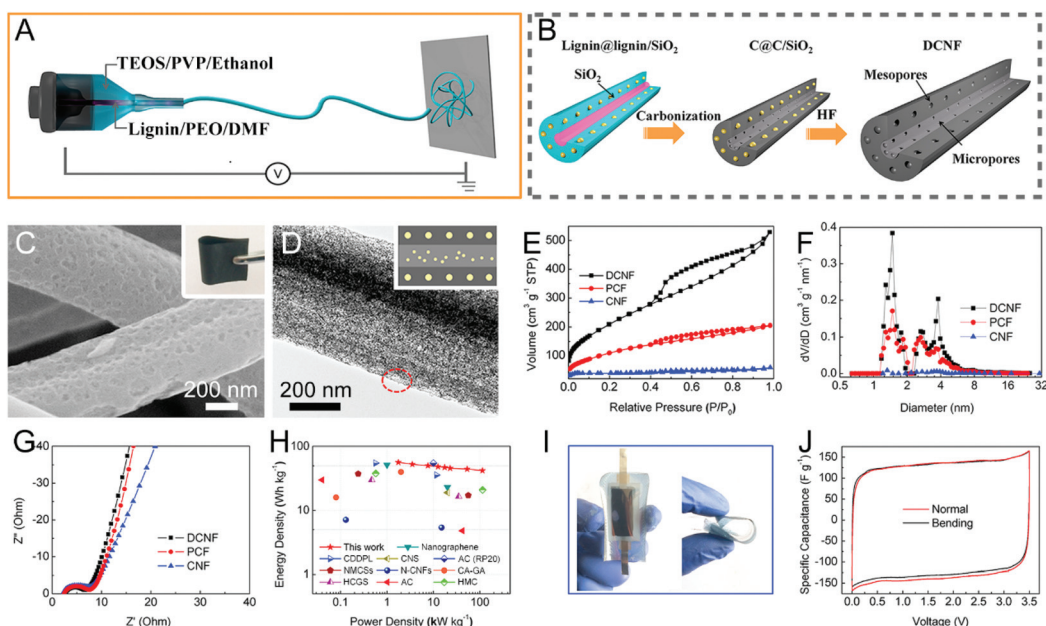 A
TEOS/PVP/Ethanol
Lignin/PEO/DMF
V
B
Lignin@lignin/SiO2
C@C/SiO2
DCNF
SiO2
Mesopores
Carbonization
HF
Micropores
C
200 nm
D
200 nm
E
Volume (cm3 g-1 STP)
500
400
300
200
100
DCNF
PCF
CNF
0.0 0.2 0.4 0.6 0.8 1.0
Relative Pressure (P/P0)
F
dV/dD (cm3 g-1 nm-1)
0.4
0.3
0.2
0.1
0.0
DCNF
PCF
CNF
0.5 1 2 4 8 16 32
Diameter (nm)
G
Z" (Ohm)
-40
-30
-20
-10
0
DCNF
PCF
CNF
0 10 20 30 40
Z' (Ohm)
H
Energy Density (Wh kg-1)
100
10
1
This work Nanographene
CDDPL CNS AC (RP20)
NMCSs N-CNFs CA-GA
HCGS AC HMC
0.1 1 10 100
Power Density (kW kg-1)
I
J
Specific Capacitance (F g-1)
150
100
50
0
-50
-100
-150
Normal
Bending
0.0 0.5 1.0 1.5 2.0 2.5 3.0 3.5
Voltage (V)